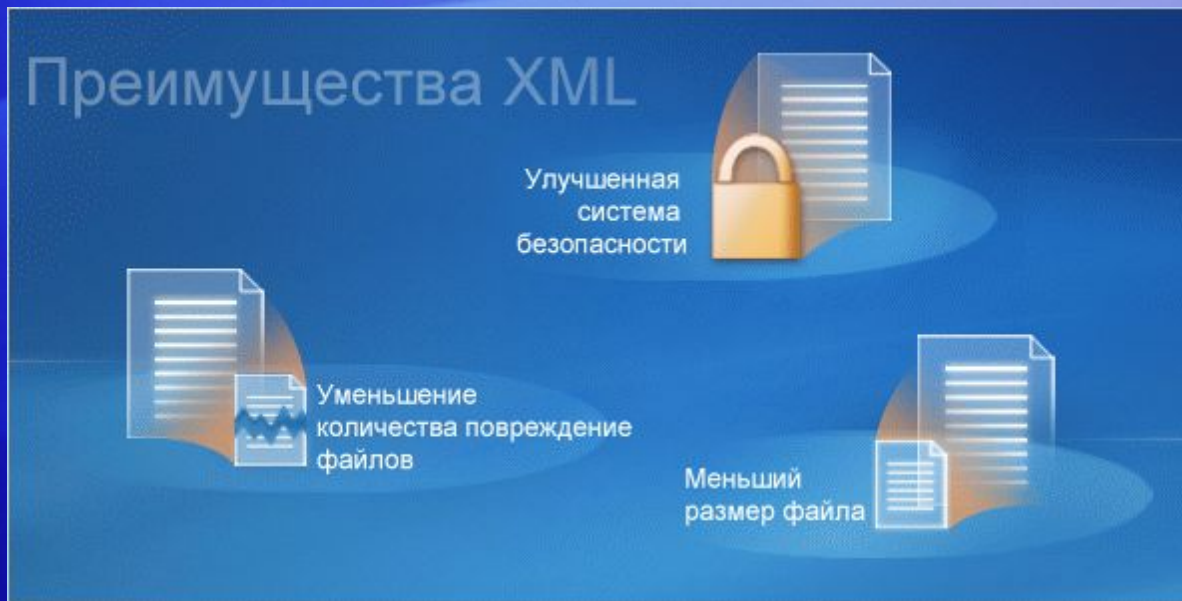 Преимущества XML
Улучшенная
система
безопасности
Уменьшение
количества повреждение
файлов
Меньший
размер файла